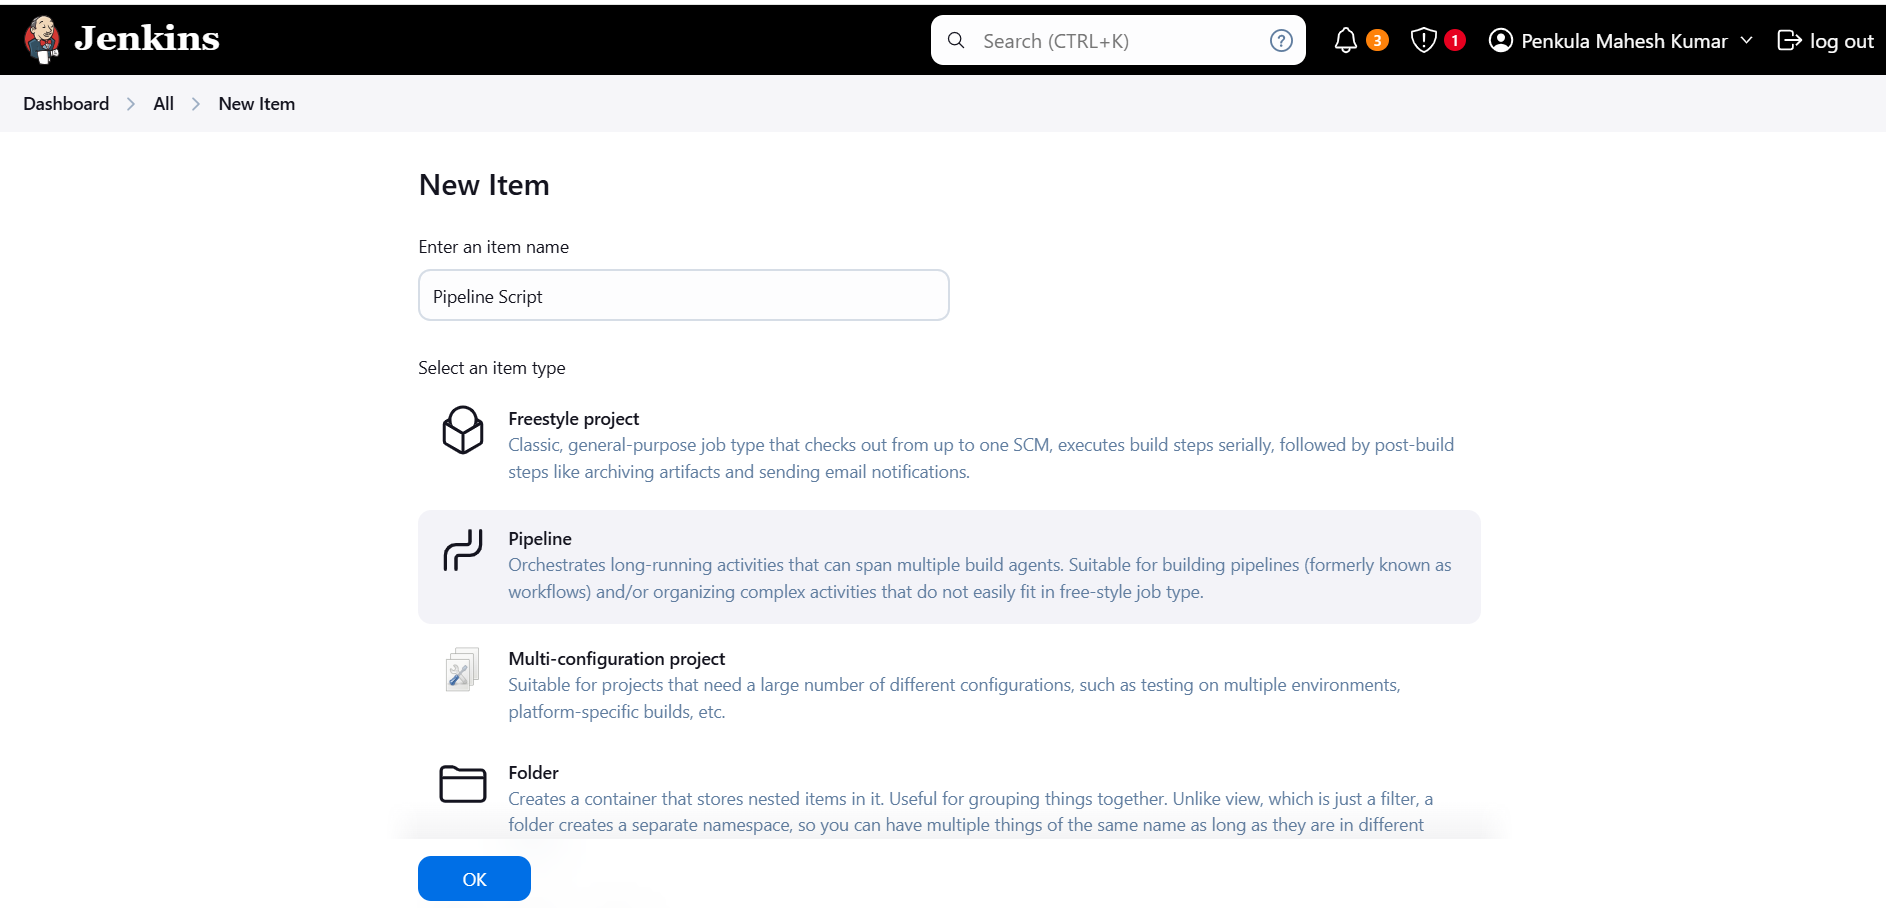 Jenkins
Search (CTRL+K)
3
1
Penkula Mahesh Kumar
log out
Dashboard
All
New Item
New Item
Enter an item name
Pipeline Script
Select an item type
Freestyle project
Classic, general-purpose job type that checks out from up to one SCM, executes build steps serially, followed by post-build
steps like archiving artifacts and sending email notifications.
Pipeline
Orchestrates long-running activities that can span multiple build agents. Suitable for building pipelines (formerly known as
workflows) and/or organizing complex activities that do not easily fit in free-style job type.
Multi-configuration project
Suitable for projects that need a large number of different configurations, such as testing on multiple environments,
platform-specific builds, etc.
Folder
Creates a container that stores nested items in it. Useful for grouping things together. Unlike view, which is just a filter, a
folder creates a separate namespace, so you can have multiple things of the same name as long as they are in different
OK